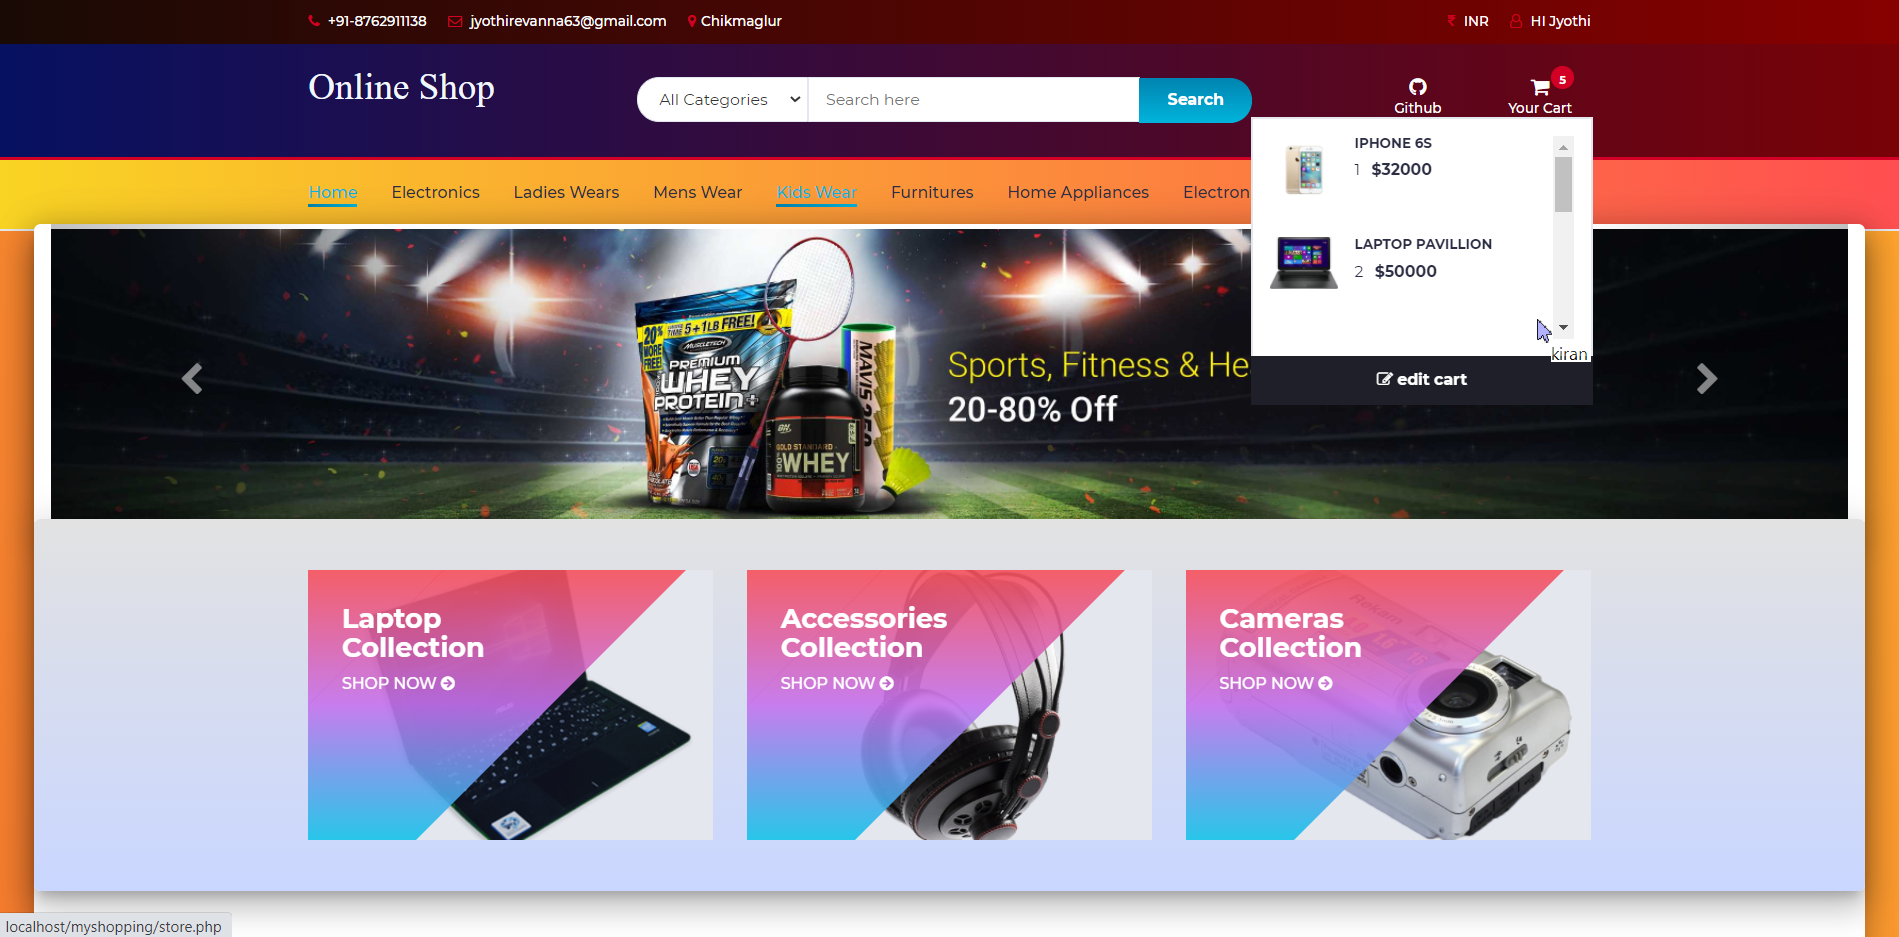 +91-8762911138 jyothirevanna63@gmail.com Chikmaglur ₹ INR HI Jyothi
Online Shop
All Categories Search here Search
Github
5
Your Cart
Home Electronics Ladies Wears Mens Wear Kids Wear Furnitures Home Appliances Electron
IPHONE 6S
1 $32000
LAPTOP PAVILLION
2 $50000
kiran
edit cart
20% MORE FREE!
5+1LB FREE!
MUSCLETECH
PREMIUM
WHEY
PROTEIN+
MAVIS 350
ON
GOLD STANDARD
100% WHEY
Sports, Fitness & He
20-80% Off
Laptop
Collection
SHOP NOW
Accessories
Collection
SHOP NOW
Rekam
Cameras
Collection
SHOP NOW
localhost/myshopping/store.php